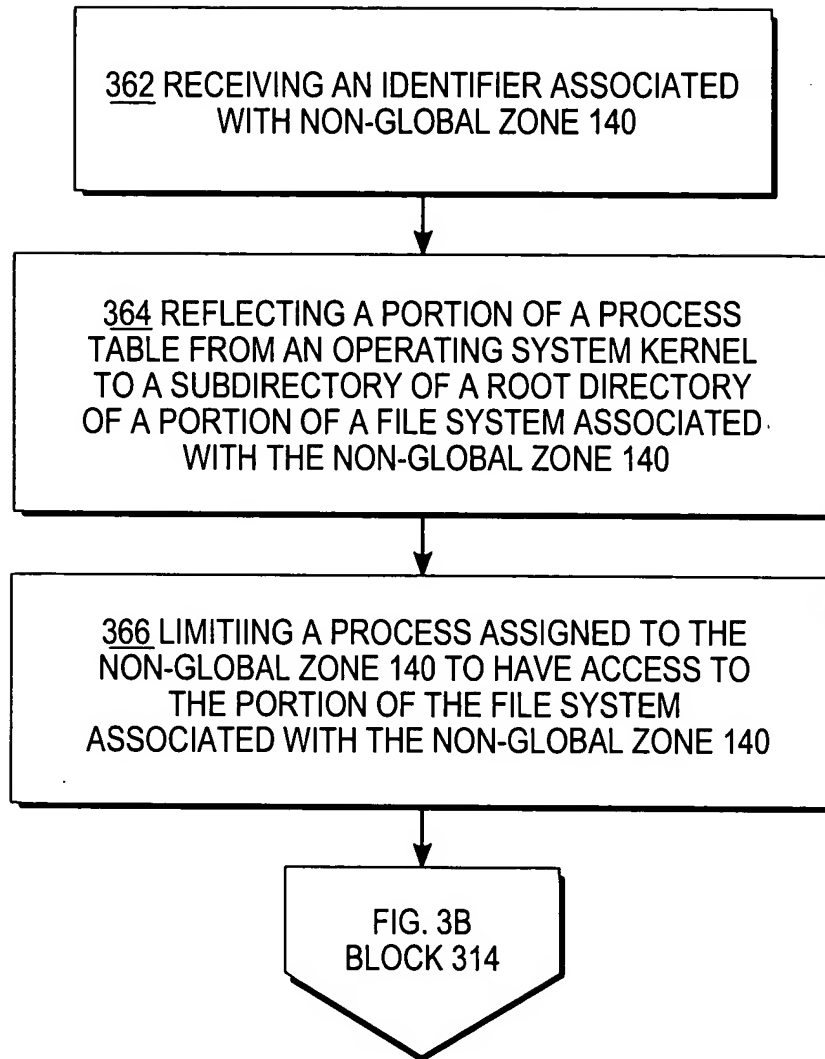 362 RECEIVING AN IDENTIFIER ASSOCIATED
WITH NON-GLOBAL ZONE 140
364 REFLECTING A PORTION OF A PROCESS
TABLE FROM AN OPERATING SYSTEM KERNEL
TO A SUBDIRECTORY OF A ROOT DIRECTORY
OF A PORTION OF A FILE SYSTEM ASSOCIATED
WITH THE NON-GLOBAL ZONE 140
366 LIMITIING A PROCESS ASSIGNED TO THE
NON-GLOBAL ZONE 140 TO HAVE ACCESS TO
THE PORTION OF THE FILE SYSTEM
ASSOCIATED WITH THE NON-GLOBAL ZONE 140
FIG. 3B
BLOCK 314